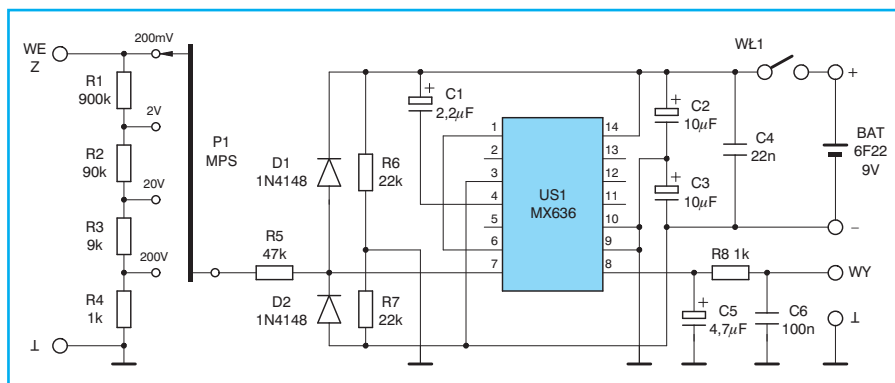 WE
Z
200mV
R1
900k
2V
R2
90k
20V
R3
9k
200V
R4
1k
⊥
P1
MPS
R5
47k
D1
1N4148
D2
1N4148
R6
22k
R7
22k
C1
2,2µF
+
1
2
3
4
5
6
7
US1
MX636
14
13
12
11
10
9
8
+
C2
10µF
+
C3
10µF
C4
22n
WŁ1
+
BAT
6F22
9V
−
R8 1k
WY
+
C5
4,7µF
C6
100n
⊥